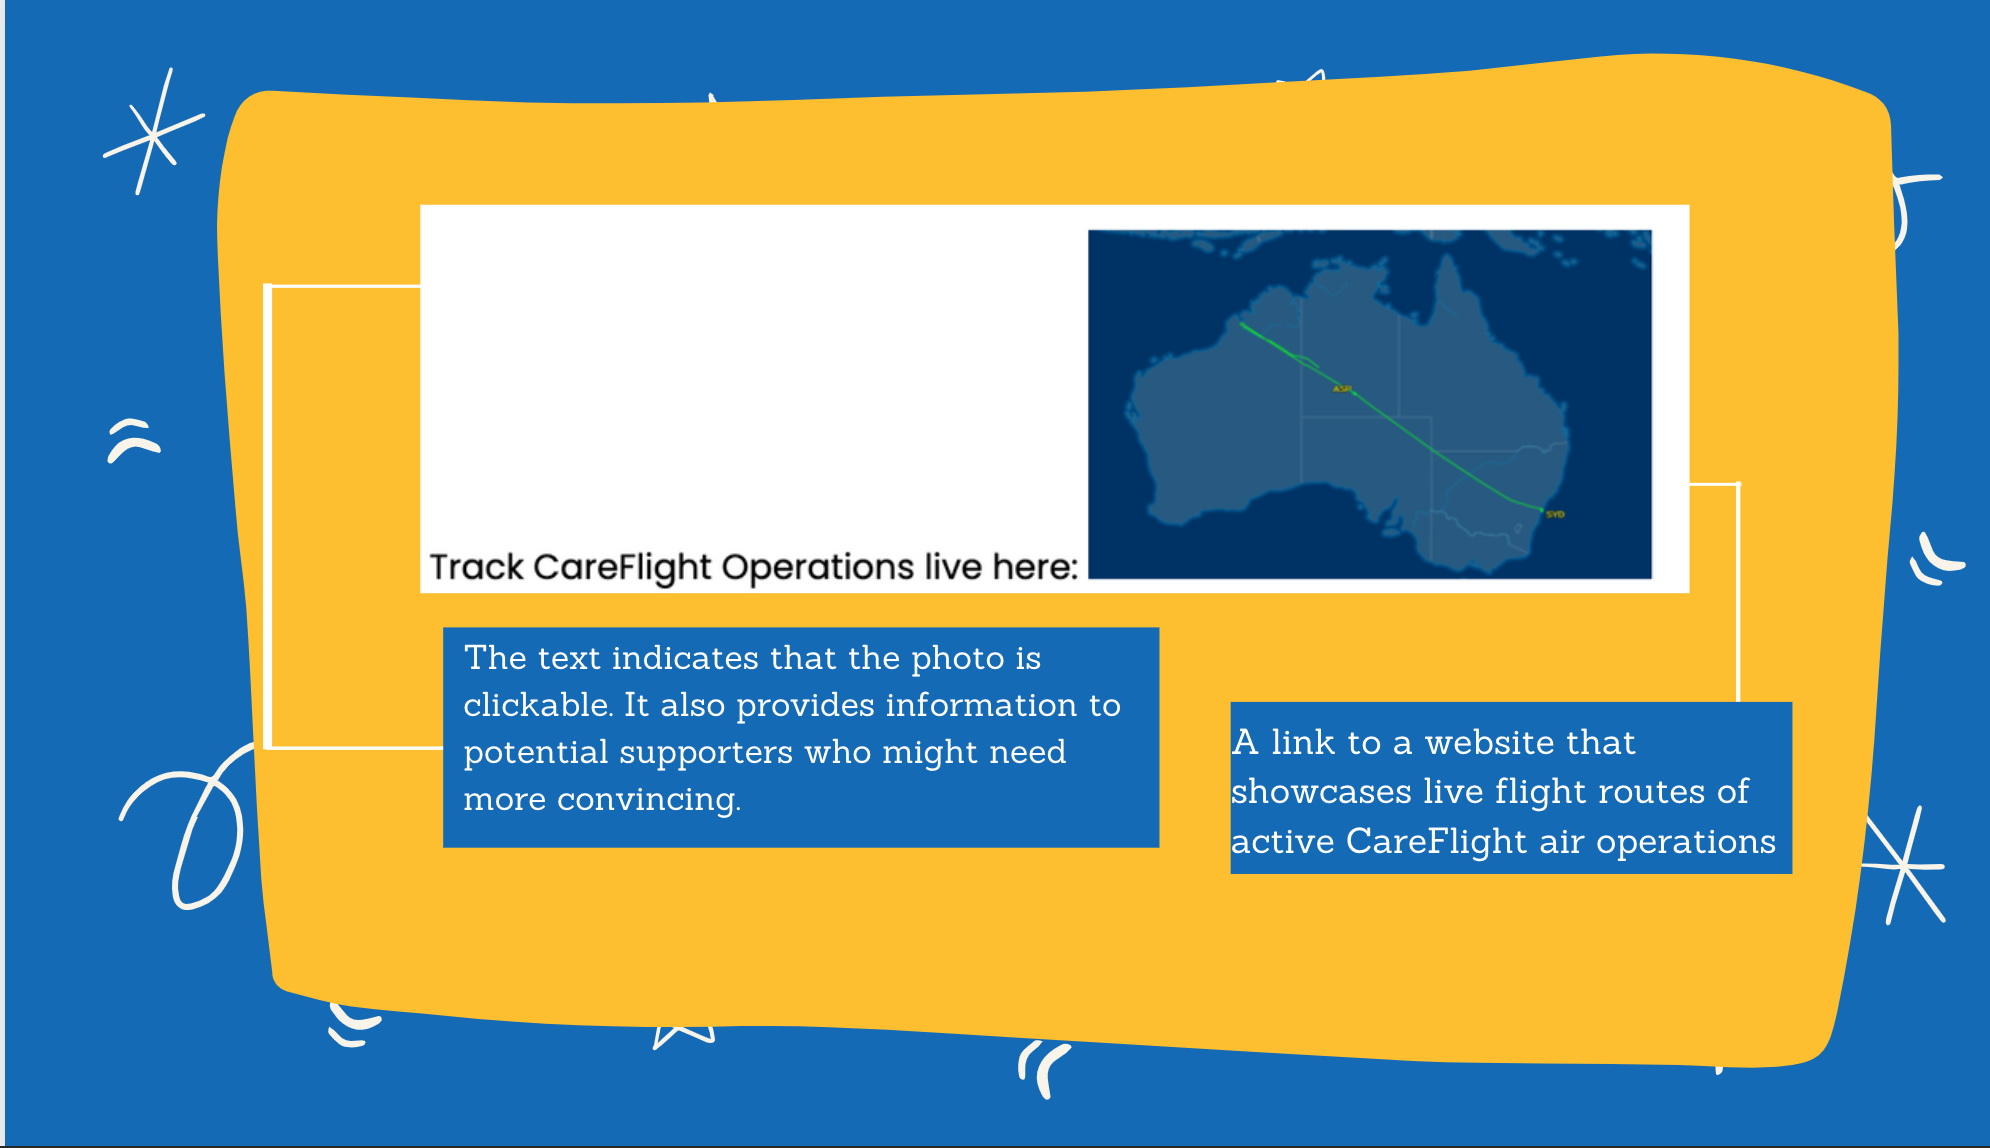 ASP
SYD
Track CareFlight Operations live here:
The text indicates that the photo is
clickable. It also provides information to
potential supporters who might need
more convincing.
A link to a website that
showcases live flight routes of
active CareFlight air operations